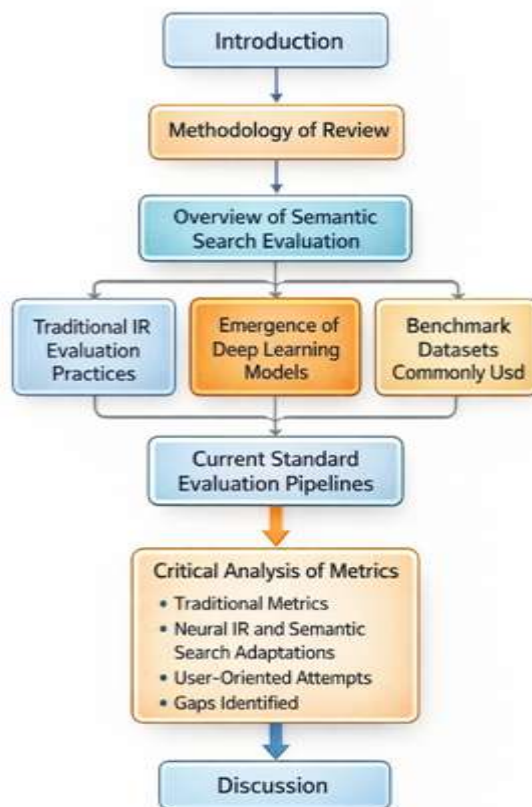 Introduction
Methodology of Review
Overview of Semantic
Search Evaluation
Traditional IR
Evaluation
Practices
Emergence of
Deep Learning
Models
Benchmark
Datasets
Commonly Usd
Current Standard
Evaluation Pipelines
Critical Analysis of Metrics
• Traditional Metrics
• Neural IR and Semantic
Search Adaptations
• User-Oriented Attempts
• Gaps Identified
Discussion